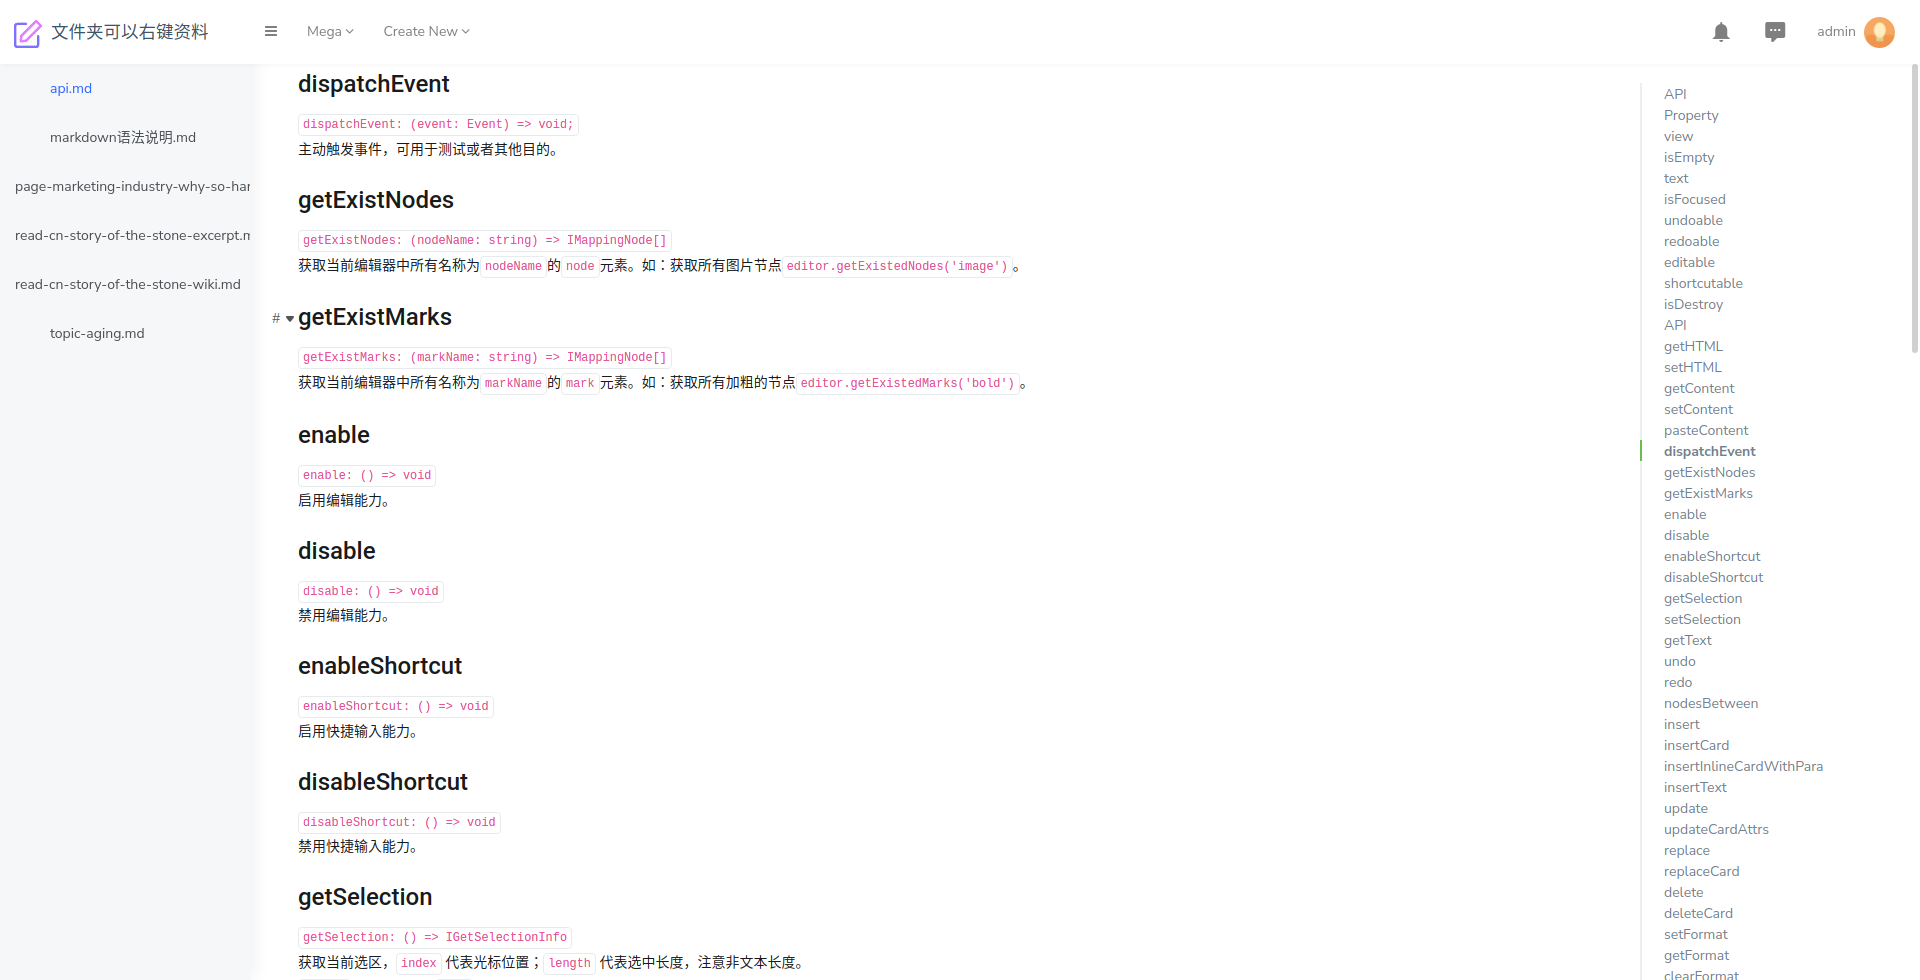 文件夹可以右键资料
Mega
Create New
admin
api.md
markdown语法说明.md
page-marketing-industry-why-so-har
read-cn-story-of-the-stone-excerpt.m
read-cn-story-of-the-stone-wiki.md
topic-aging.md
dispatchEvent
dispatchEvent: (event: Event) => void;
主动触发事件，可用于测试或者其他目的。
getExistNodes
getExistNodes: (nodeName: string) => IMappingNode[]
获取当前编辑器中所有名称为 nodeName 的 node 元素。如：获取所有图片节点 editor.getExistedNodes('image') 。
# getExistMarks
getExistMarks: (markName: string) => IMappingNode[]
获取当前编辑器中所有名称为 markName 的 mark 元素。如：获取所有加粗的节点 editor.getExistedMarks('bold') 。
enable
enable: () => void
启用编辑能力。
disable
disable: () => void
禁用编辑能力。
enableShortcut
enableShortcut: () => void
启用快捷输入能力。
disableShortcut
disableShortcut: () => void
禁用快捷输入能力。
getSelection
getSelection: () => IGetSelectionInfo
获取当前选区， index 代表光标位置； length 代表选中长度，注意非文本长度。
API
Property
view
isEmpty
text
isFocused
undoable
redoable
editable
shortcutable
isDestroy
API
getHTML
setHTML
getContent
setContent
pasteContent
dispatchEvent
getExistNodes
getExistMarks
enable
disable
enableShortcut
disableShortcut
getSelection
setSelection
getText
undo
redo
nodesBetween
insert
insertCard
insertInlineCardWithPara
insertText
update
updateCardAttrs
replace
replaceCard
delete
deleteCard
setFormat
getFormat
clearFormat